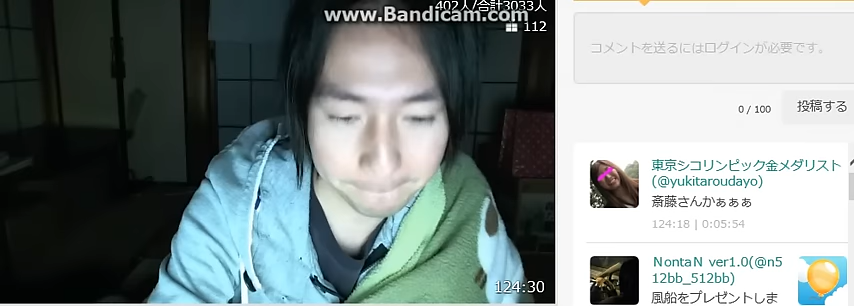 www.Bandicam.com
402人/合計3033人
112
124:30
コメントを送るにはログインが必要です。
0 / 100
投稿する
東京シコリンピック金メダリスト
(@yukitaroudayo)
斎藤さんかぁぁぁ
124:18 | 0:05:54
NontaN ver1.0(@n5
12bb_512bb)
風船をプレゼントしま